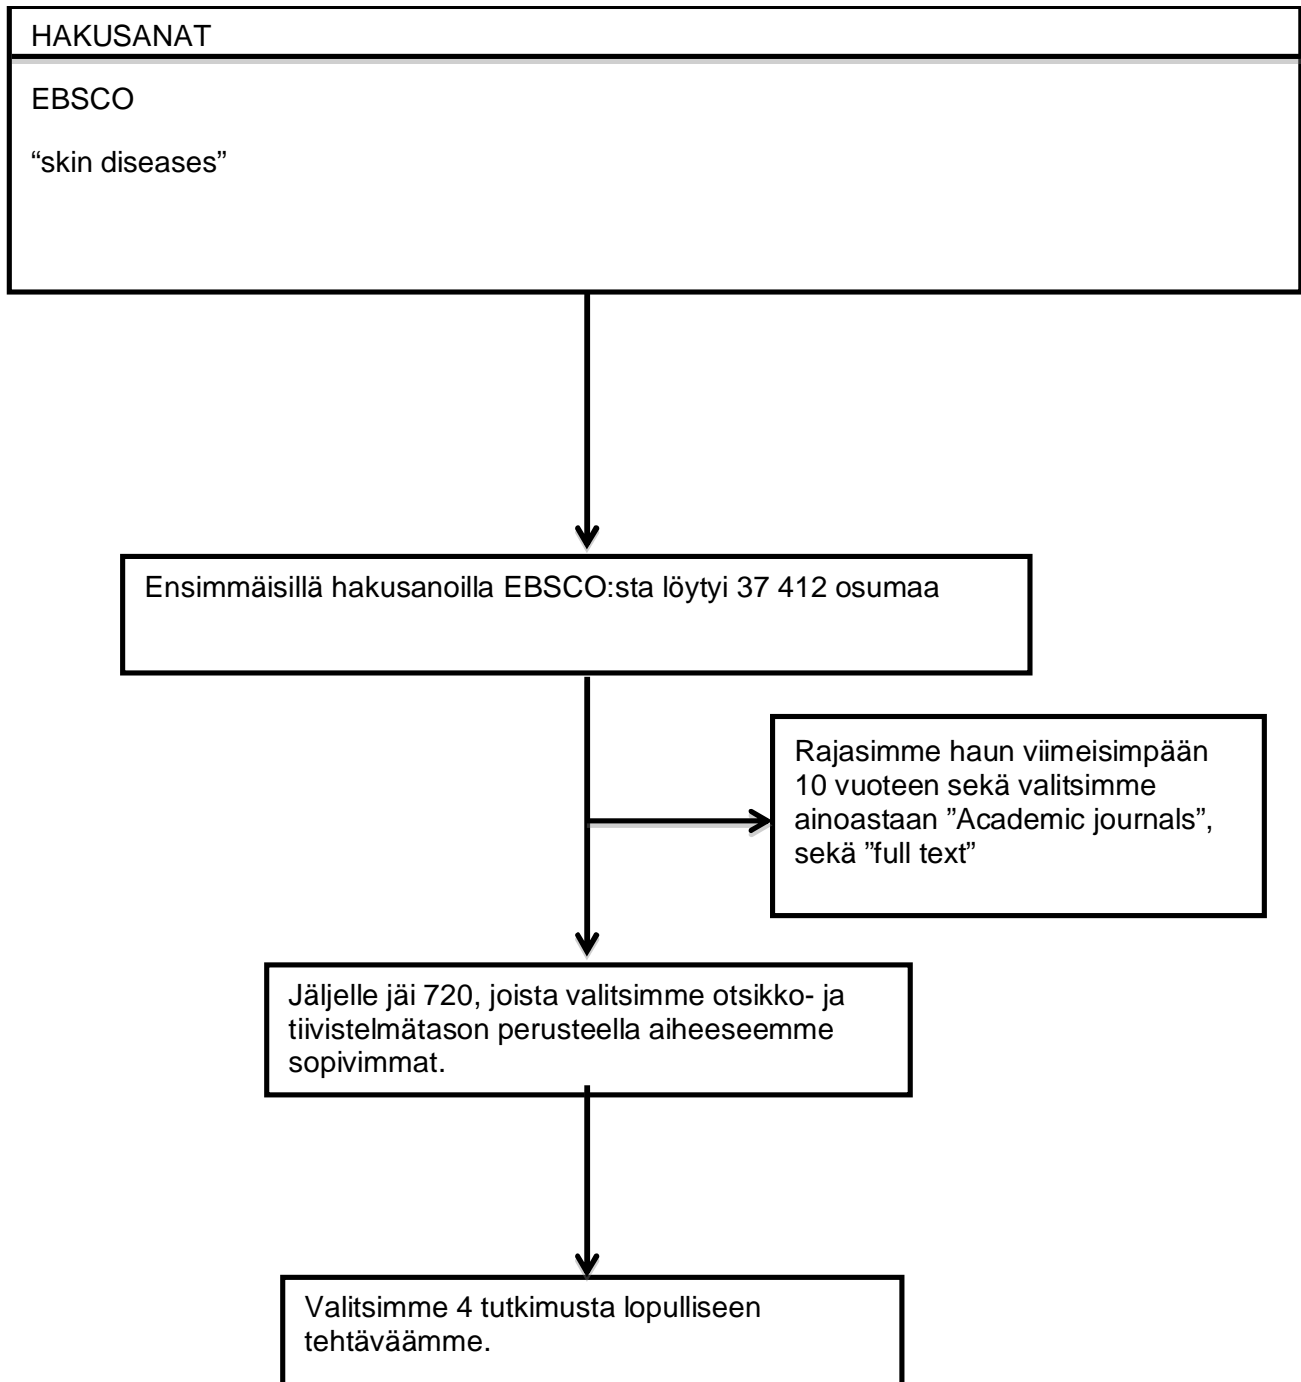 HAKUSANAT
EBSCO
“skin diseases”
Ensimmäisillä hakusanoilla EBSCO:sta löytyi 37 412 osumaa
Rajasimme haun viimeisimpään
10 vuoteen sekä valitsimme
ainoastaan ”Academic journals”,
sekä ”full text”
Jäljelle jäi 720, joista valitsimme otsikko- ja
tiivistelmätason perusteella aiheeseemme
sopivimmat.
Valitsimme 4 tutkimusta lopulliseen
tehtäväämme.